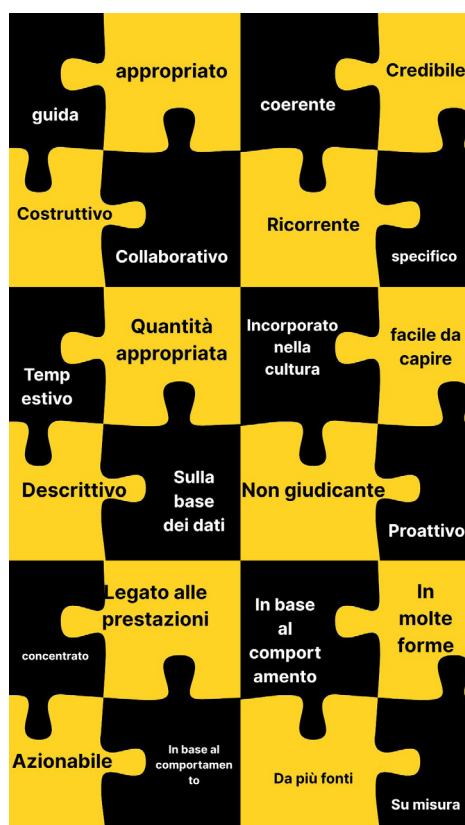 guida
appropriato
coerente
Credibile
Costruttivo
Collaborativo
Ricorrente
specifico
Temp
estivo
Quantità
appropriata
Incorporato
nella
cultura
facile da
capire
Descrittivo
Sulla
base
dei dati
Non giudicante
Proattivo
concentrato
Legato alle
prestazioni
In base
al
comport
amento
In
molte
forme
Azionabile
In base al
comportamen
to
Da più fonti
Su misura